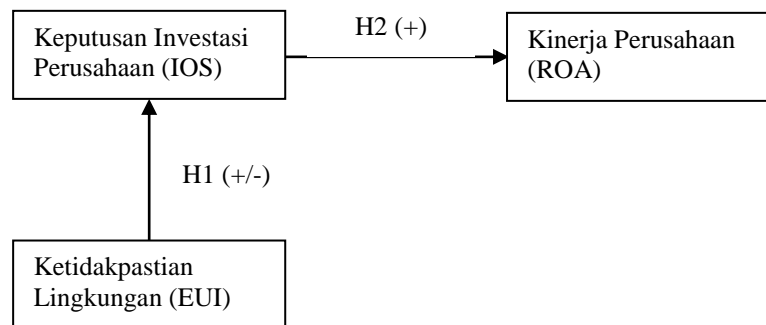 Keputusan Investasi
Perusahaan (IOS)
H2 (+)
Kinerja Perusahaan
(ROA)
H1 (+/-)
Ketidakpastian
Lingkungan (EUI)